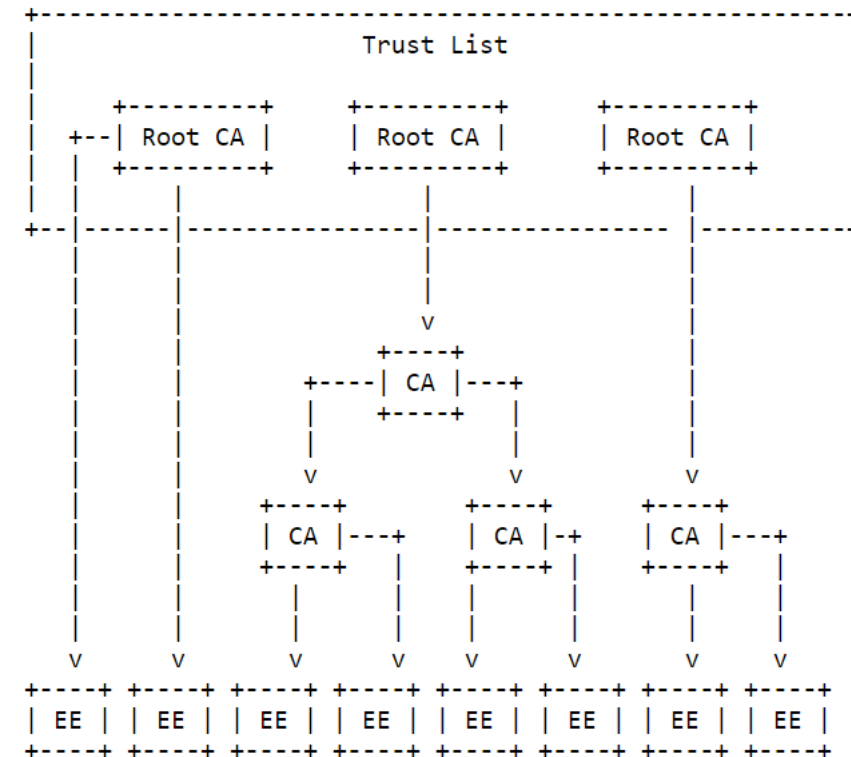 Trust List
Root CA Root CA Root CA
v
CA
v v v
CA CA CA
v v v v v v v v
EE EE EE EE EE EE EE EE